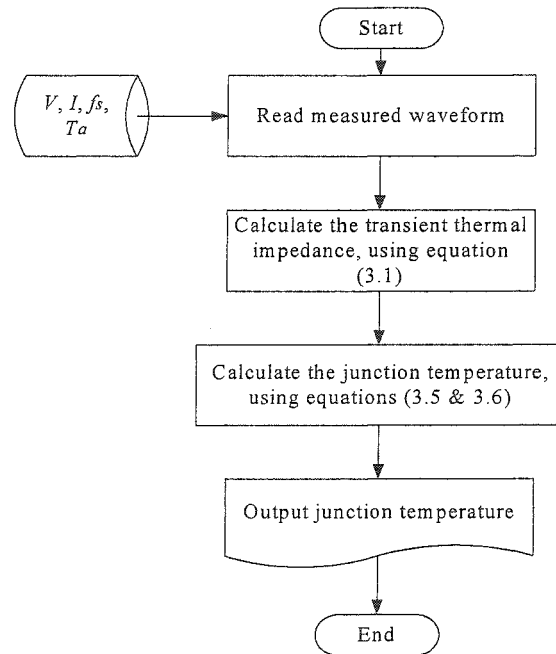 Start
V, I, fs,
Ta
Read measured waveform
Calculate the transient thermal
impedance, using equation
(3.1)
Calculate the junction temperature,
using equations (3.5 & 3.6)
Output junction temperature
End